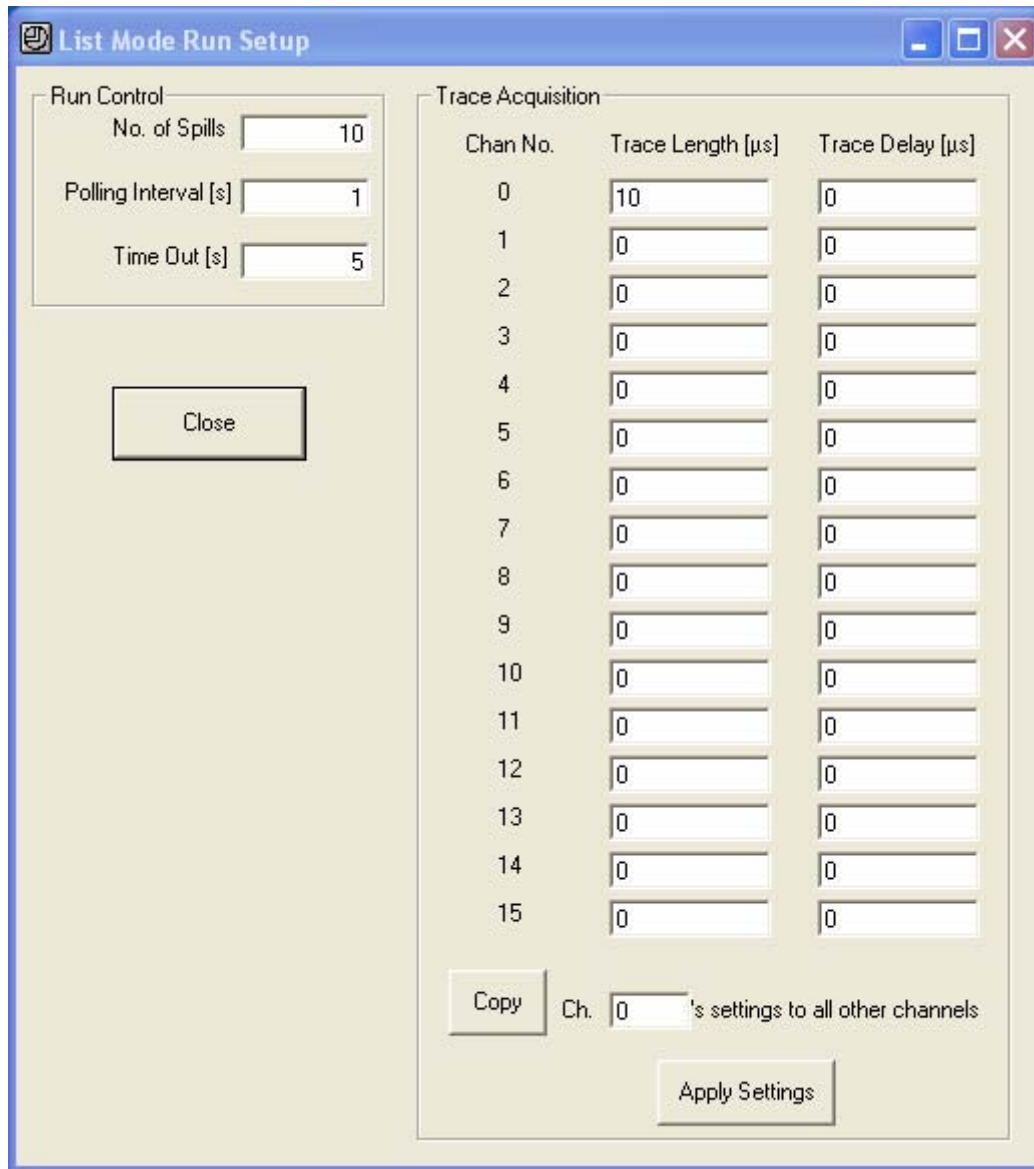 List Mode Run Setup
Run Control
No. of Spills 10
Polling Interval [s] 1
Time Out [s] 5
Close
Trace Acquisition
Chan No. Trace Length [µs] Trace Delay [µs]
0 10 0
1 0 0
2 0 0
3 0 0
4 0 0
5 0 0
6 0 0
7 0 0
8 0 0
9 0 0
10 0 0
11 0 0
12 0 0
13 0 0
14 0 0
15 0 0
Copy Ch. 0 's settings to all other channels
Apply Settings